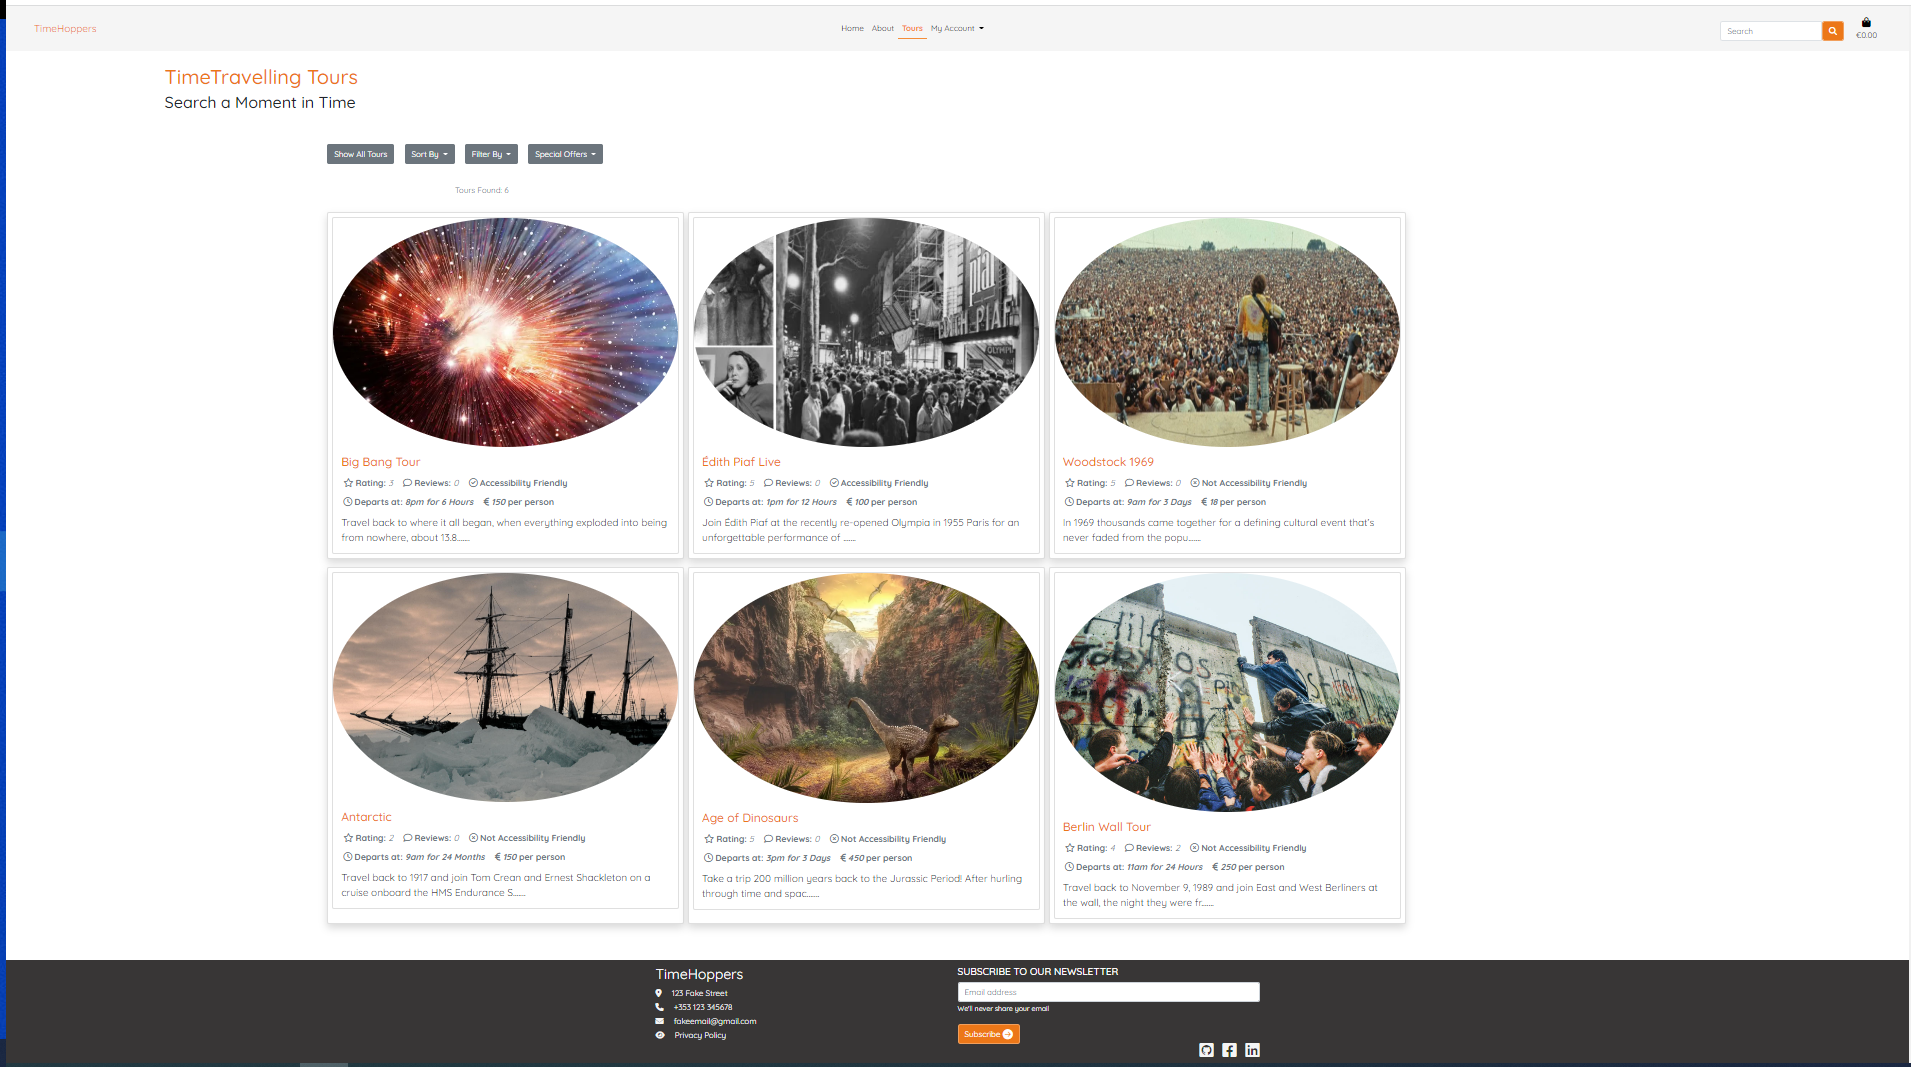 TimeHoppers
Home About Tours My Account
Search
€0.00
TimeTravelling Tours
Search a Moment in Time
Show All Tours Sort By Filter By Special Offers
Tours Found: 6
Big Bang Tour
Rating: 3 Reviews: 0 Accessibility Friendly
Departs at: 8pm for 6 Hours € 150 per person
Travel back to where it all began, when everything exploded into being
from nowhere, about 13.8......
piaf
EDITH PIAF
OLYMPIA
Édith Piaf Live
Rating: 5 Reviews: 0 Accessibility Friendly
Departs at: 1pm for 12 Hours € 100 per person
Join Édith Piaf at the recently re-opened Olympia in 1955 Paris for an
unforgettable performance of ......
Woodstock 1969
Rating: 5 Reviews: 0 Not Accessibility Friendly
Departs at: 9am for 3 Days € 18 per person
In 1969 thousands came together for a defining cultural event that's
never faded from the popu......
Antarctic
Rating: 2 Reviews: 0 Not Accessibility Friendly
Departs at: 9am for 24 Months € 150 per person
Travel back to 1917 and join Tom Crean and Ernest Shackleton on a
cruise onboard the HMS Endurance S......
Age of Dinosaurs
Rating: 5 Reviews: 0 Not Accessibility Friendly
Departs at: 3pm for 3 Days € 450 per person
Take a trip 200 million years back to the Jurassic Period! After hurling
through time and spac......
Berlin Wall Tour
Rating: 4 Reviews: 2 Not Accessibility Friendly
Departs at: 11am for 24 Hours € 250 per person
Travel back to November 9, 1989 and join East and West Berliners at
the wall, the night they were fr......
TimeHoppers
123 Fake Street
+353 123 345678
fakeemail@gmail.com
Privacy Policy
SUBSCRIBE TO OUR NEWSLETTER
Email address
We'll never share your email
Subscribe